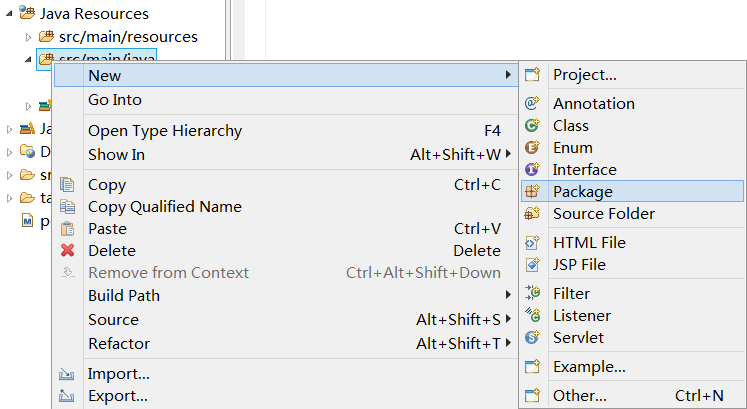 Java Resources
src/main/resources
src/main/java
New
Go Into
Open Type Hierarchy F4
Show In Alt+Shift+W
Copy Ctrl+C
Copy Qualified Name
Paste Ctrl+V
Delete Delete
Remove from Context Ctrl+Alt+Shift+Down
Build Path
Source Alt+Shift+S
Refactor Alt+Shift+T
Import...
Export...
Project...
Annotation
Class
Enum
Interface
Package
Source Folder
HTML File
JSP File
Filter
Listener
Servlet
Example...
Other... Ctrl+N